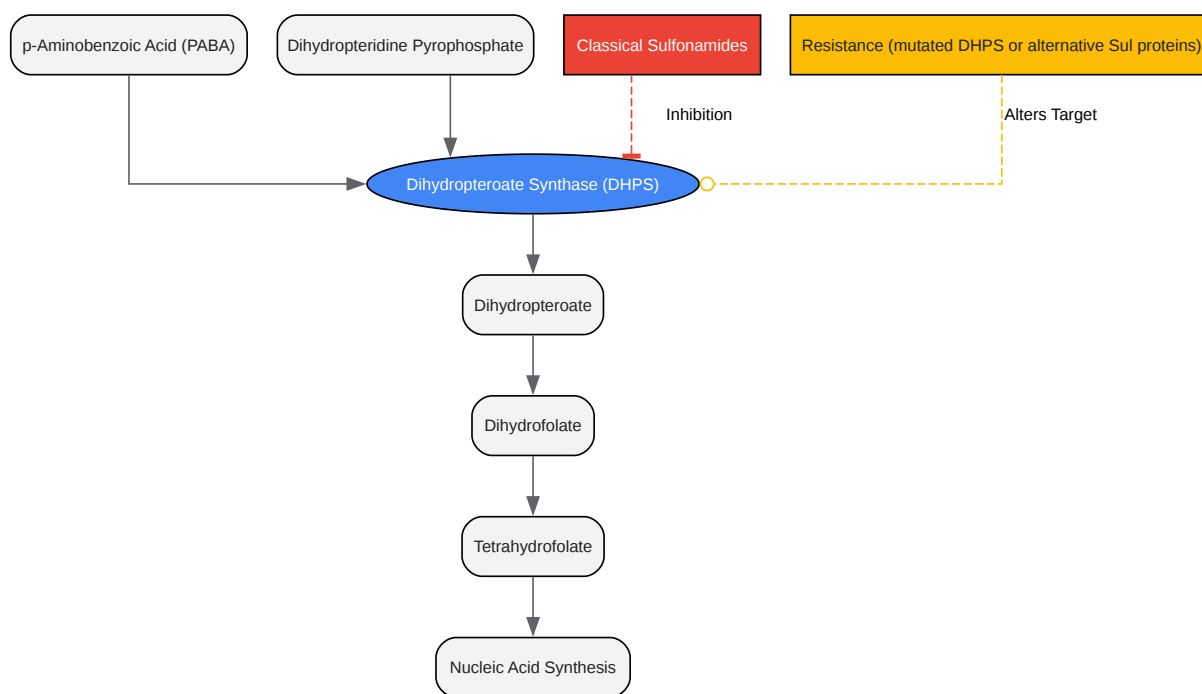 p-Aminobenzoic Acid (PABA)
Dihydropteridine Pyrophosphate
Classical Sulfonamides
Resistance (mutated DHPS or alternative Sul proteins)
Inhibition
Alters Target
Dihydropteroate Synthase (DHPS)
Dihydropteroate
Dihydrofolate
Tetrahydrofolate
Nucleic Acid Synthesis